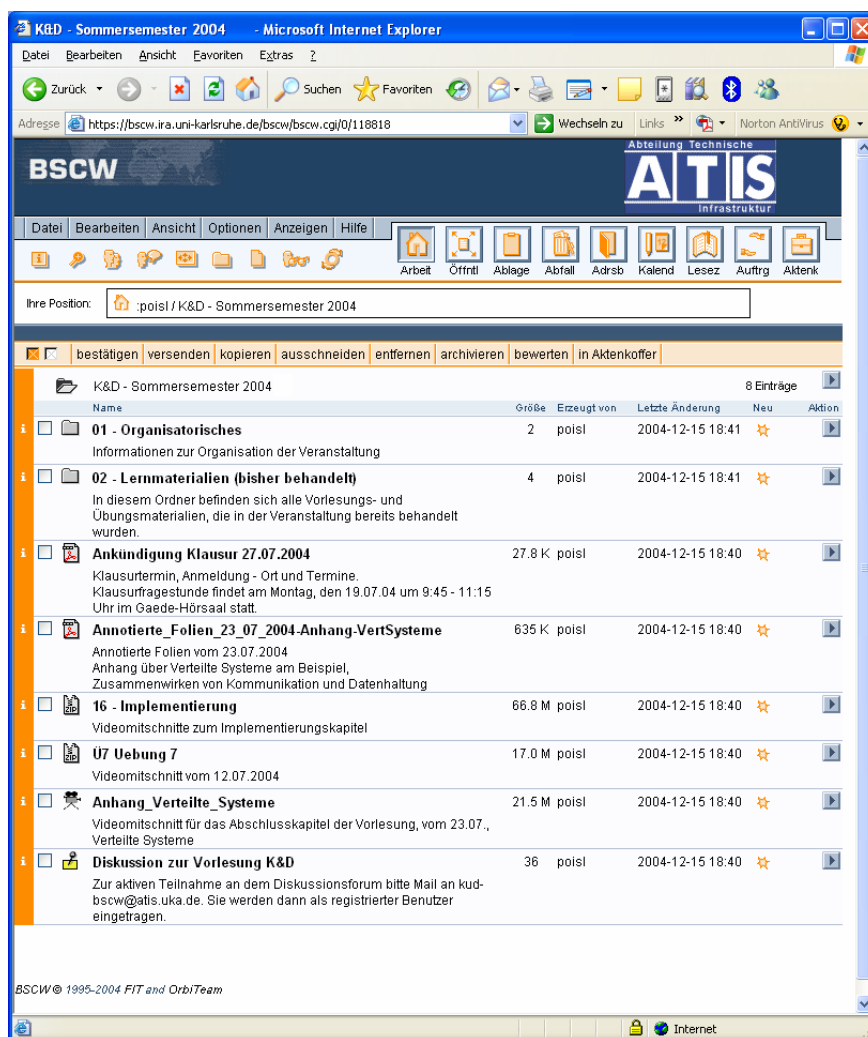 K&D - Sommersemester 2004 - Microsoft Internet Explorer
Datei Bearbeiten Ansicht Favoriten Extras ?
Zurück Suchen Favoriten
Adresse https://bscw.ira.uni-karlsruhe.de/bscw/bscw.cgi/0/118818 Wechseln zu Links » Norton AntiVirus
Abteilung Technische
BSCW
ATIS
Infrastruktur
Datei Bearbeiten Ansicht Optionen Anzeigen Hilfe
Arbeit Öffntl Ablage Abfall Adrsb Kalend Lesez Auftrg Aktenk
Ihre Position: :poisl / K&D - Sommersemester 2004
bestätigen versenden kopieren ausschneiden entfernen archivieren bewerten in Aktenkoffer
K&D - Sommersemester 2004 8 Einträge
Name Größe Erzeugt von Letzte Änderung Neu Aktion
01 - Organisatorisches 2 poisl 2004-12-15 18:41
Informationen zur Organisation der Veranstaltung
02 - Lernmaterialien (bisher behandelt) 4 poisl 2004-12-15 18:41
In diesem Ordner befinden sich alle Vorlesungs- und
Übungsmaterialien, die in der Veranstaltung bereits behandelt
wurden.
Ankündigung Klausur 27.07.2004 27.8 K poisl 2004-12-15 18:40
Klausurtermin, Anmeldung - Ort und Termine.
Klausurfragestunde findet am Montag, den 19.07.04 um 9:45 - 11:15
Uhr im Gaede-Hörsaal statt.
Annotierte_Folien_23_07_2004-Anhang-VertSysteme 635 K poisl 2004-12-15 18:40
Annotierte Folien vom 23.07.2004
Anhang über Verteilte Systeme am Beispiel,
Zusammenwirken von Kommunikation und Datenhaltung
16 - Implementierung 66.8 M poisl 2004-12-15 18:40
Videomitschnitte zum Implementierungskapitel
Ü7 Uebung 7 17.0 M poisl 2004-12-15 18:40
Videomitschnitt vom 12.07.2004
Anhang_Verteilte_Systeme 21.5 M poisl 2004-12-15 18:40
Videomitschnitt für das Abschlusskapitel der Vorlesung, vom 23.07.,
Verteilte Systeme
Diskussion zur Vorlesung K&D 36 poisl 2004-12-15 18:40
Zur aktiven Teilnahme an dem Diskussionsforum bitte Mail an kud-
bscw@atis.uka.de. Sie werden dann als registrierter Benutzer
eingetragen.
BSCW © 1995-2004 FIT and OrbiTeam
Internet